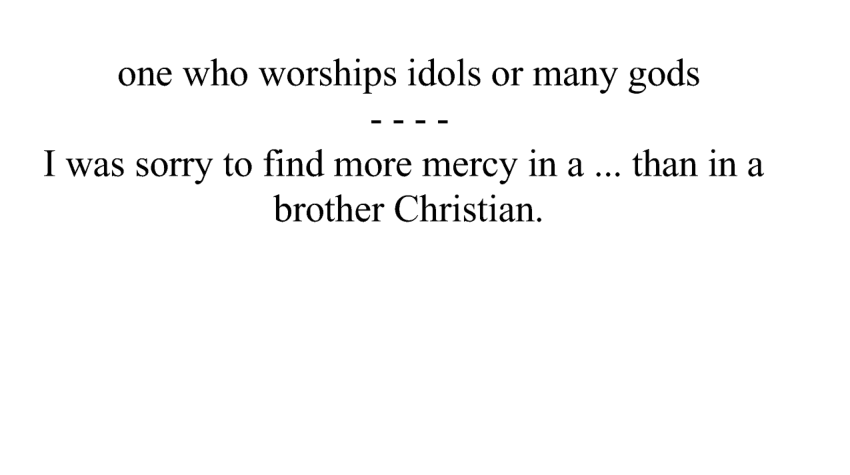 one who worships idols or many gods
- - - -
I was sorry to find more mercy in a ... than in a
brother Christian.